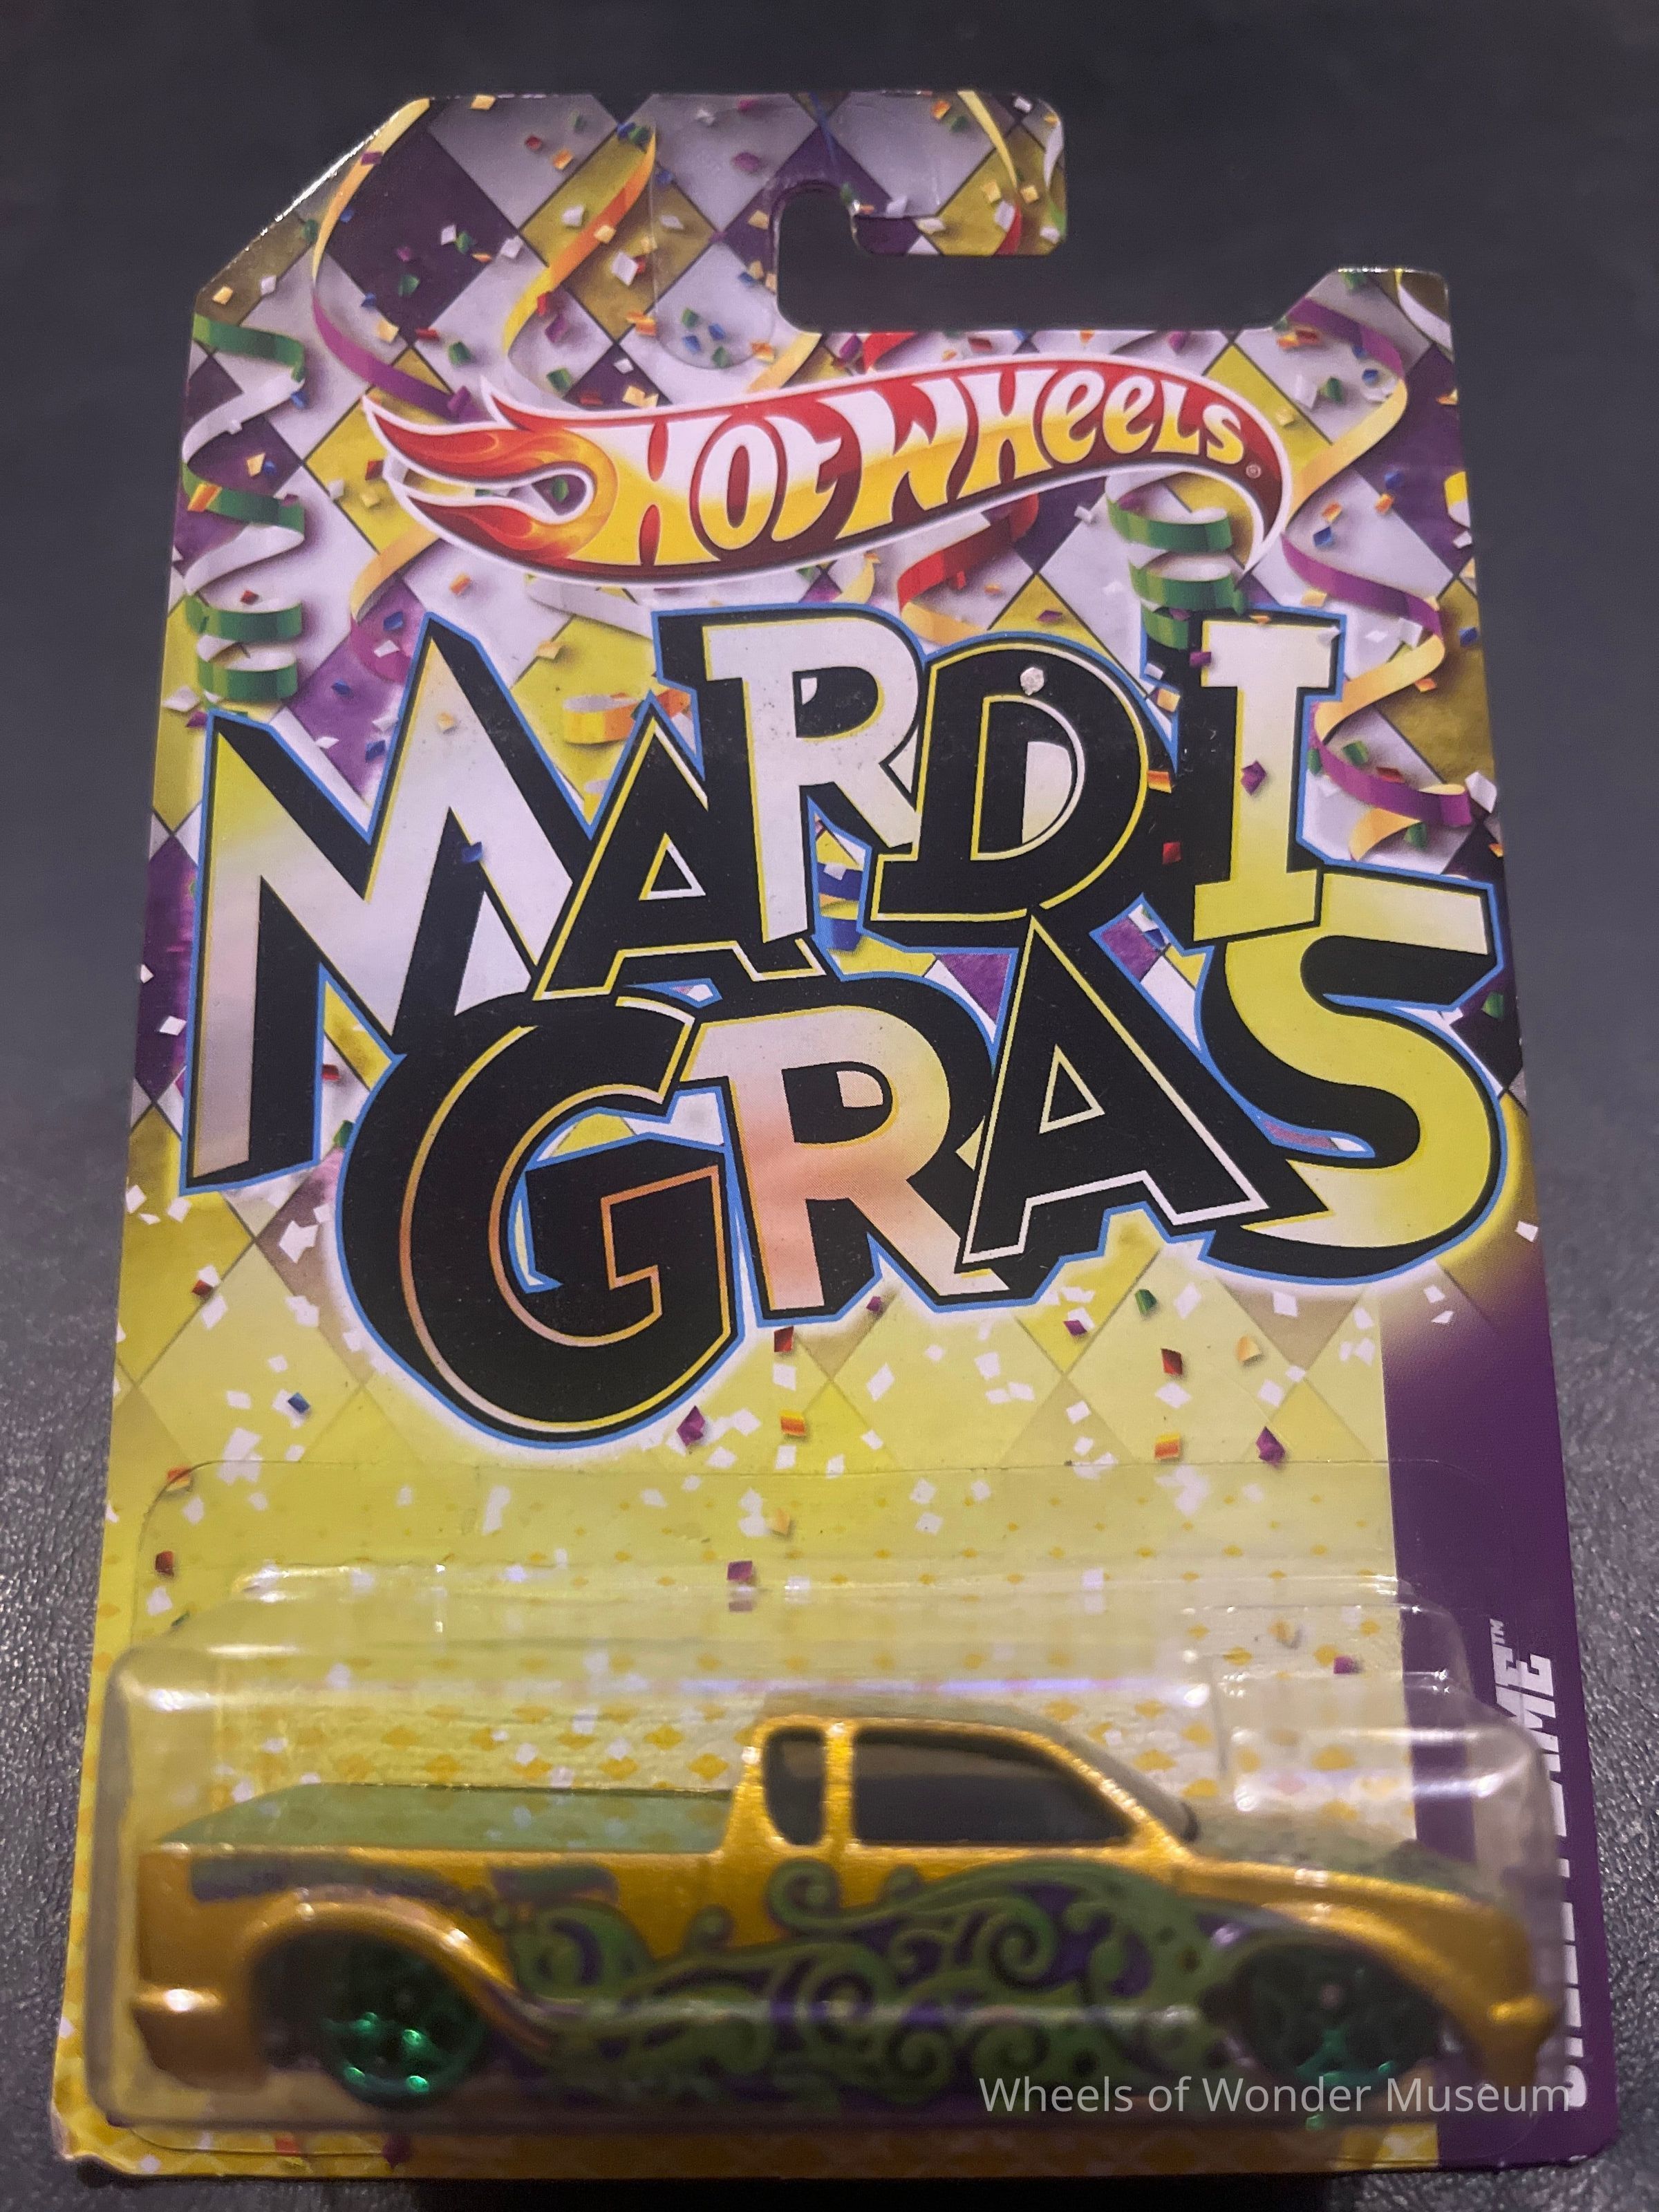 HOT WHEELS®
MARDI
GRAS
Wheels of Wonder Museum